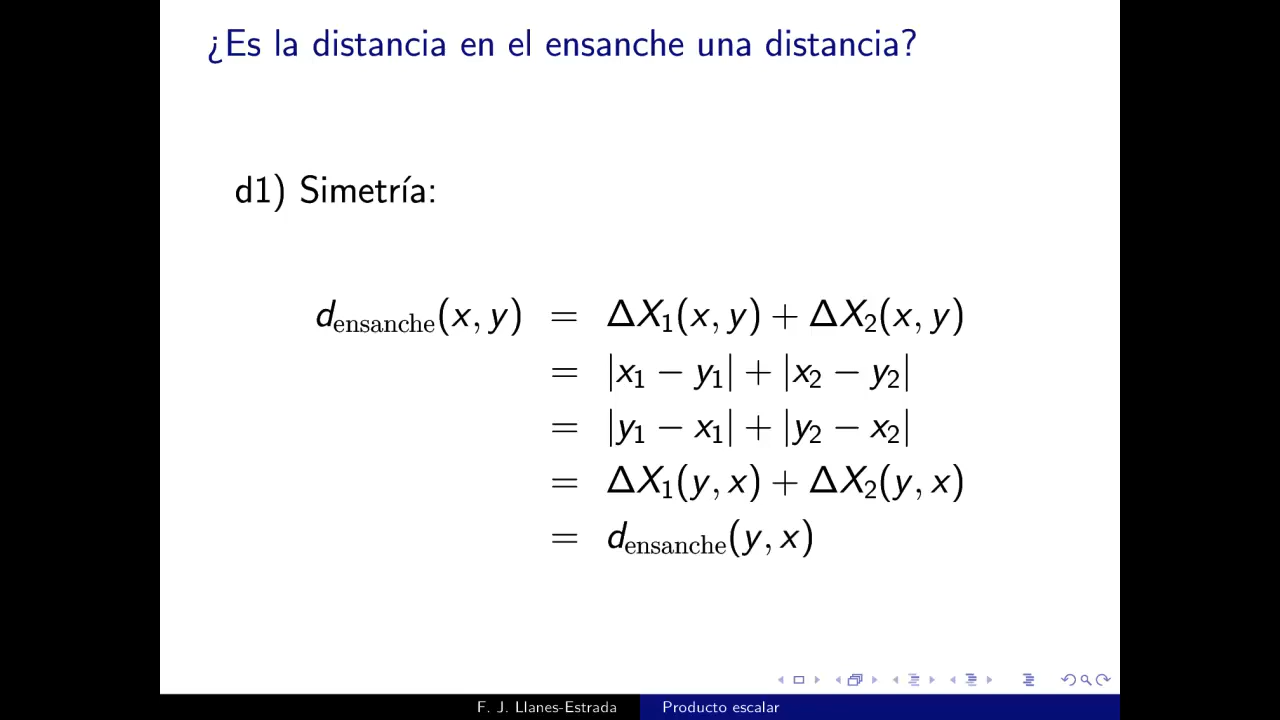 ¿Es la distancia en el ensanche una distancia?
d1) Simetría:
d_ensanche(x, y) = ΔX₁(x, y) + ΔX₂(x, y)
= |x₁ − y₁| + |x₂ − y₂|
= |y₁ − x₁| + |y₂ − x₂|
= ΔX₁(y, x) + ΔX₂(y, x)
= d_ensanche(y, x)
F. J. Llanes-Estrada Producto escalar